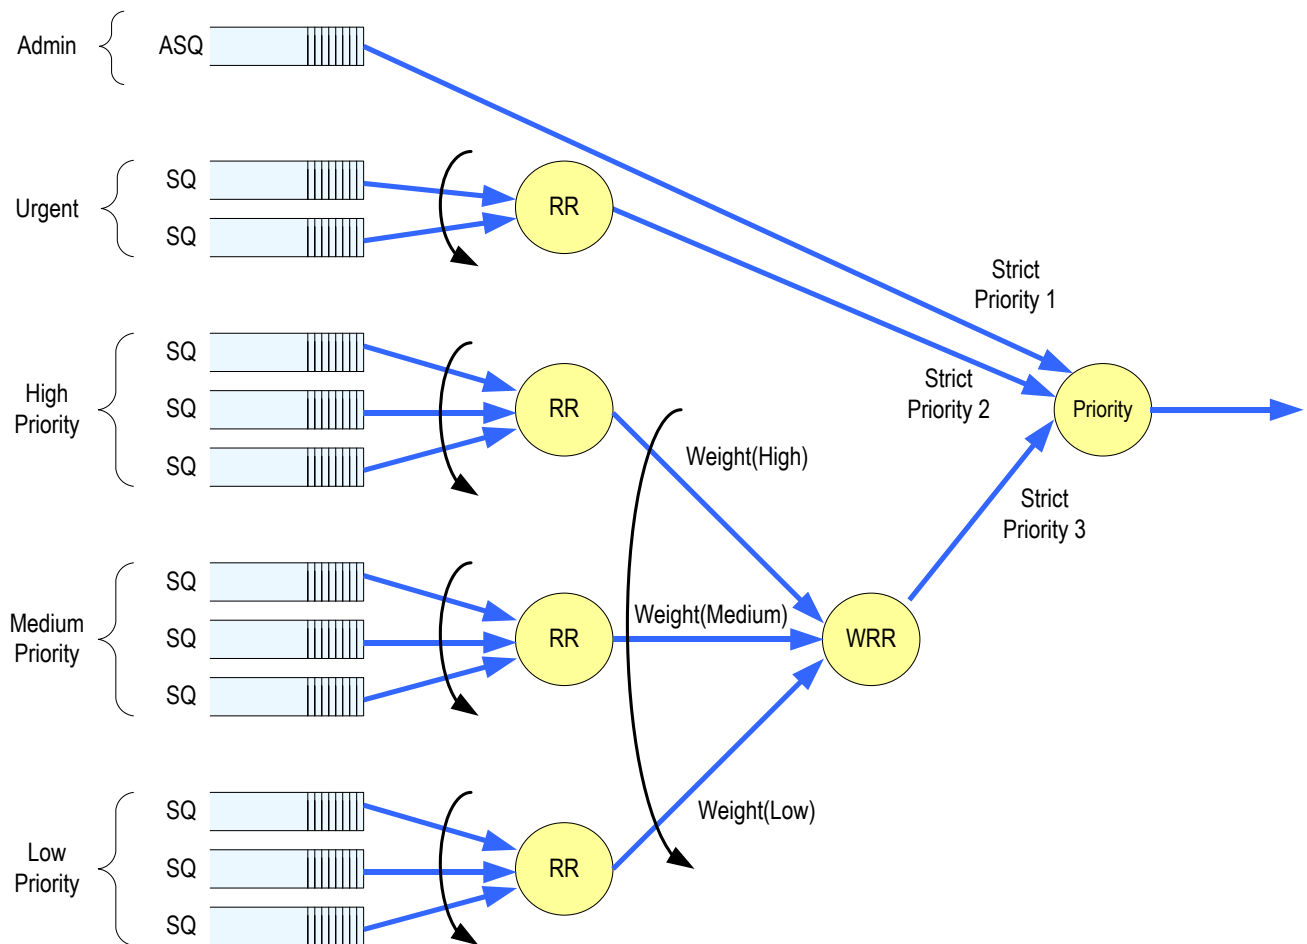 Admin
ASQ
Urgent
SQ
SQ
RR
Strict
Priority 1
High
Priority
SQ
SQ
SQ
RR
Strict
Priority 2
Priority
Weight(High)
Strict
Priority 3
Medium
Priority
SQ
SQ
SQ
RR
Weight(Medium)
WRR
Low
Priority
SQ
SQ
SQ
RR
Weight(Low)